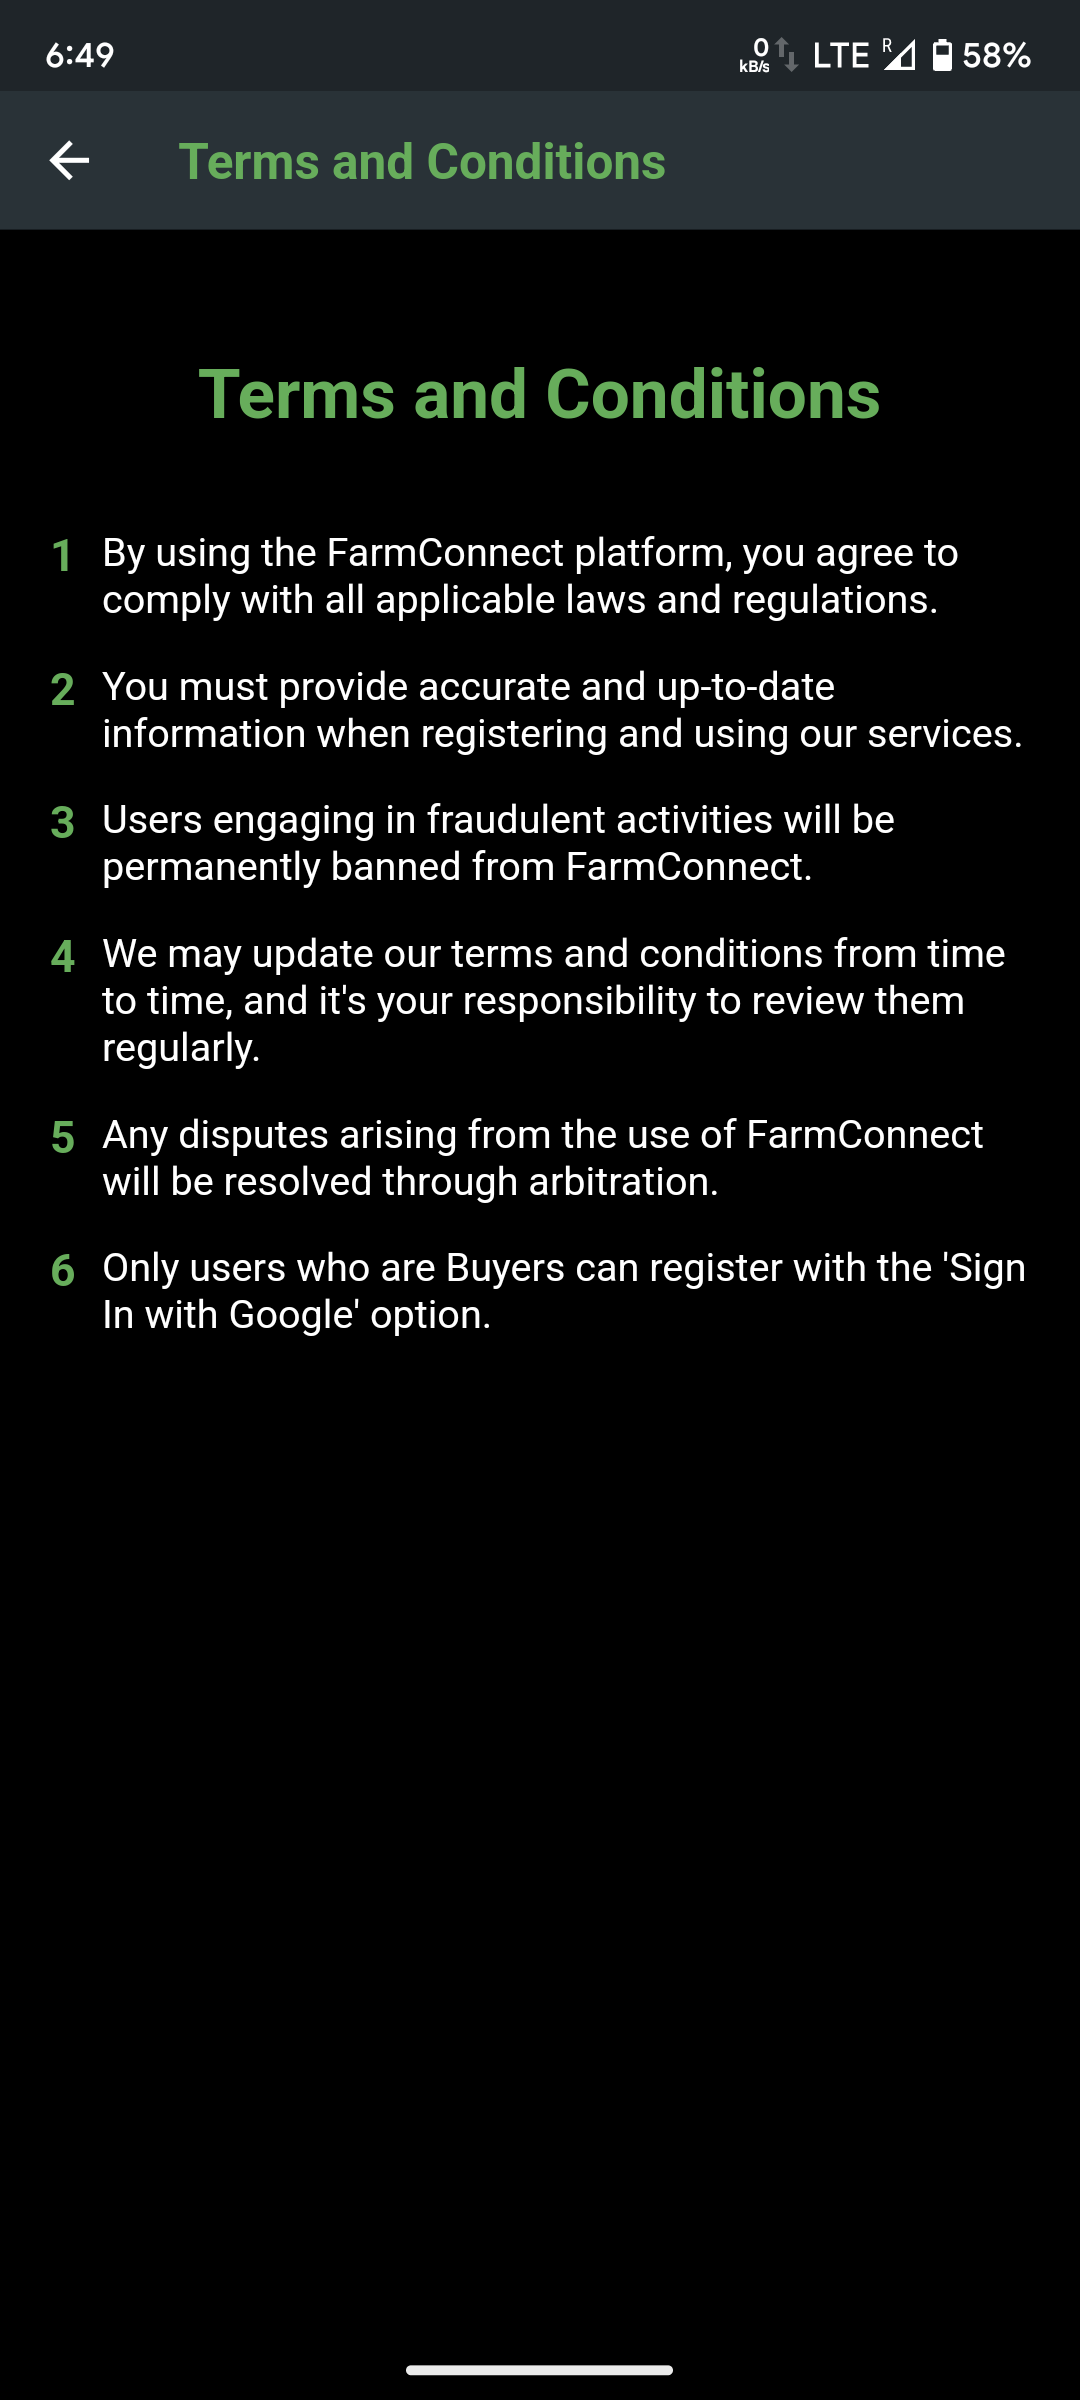 6:49
0 kB/s LTE R 58%
Terms and Conditions
Terms and Conditions
1 By using the FarmConnect platform, you agree to
comply with all applicable laws and regulations.
2 You must provide accurate and up-to-date
information when registering and using our services.
3 Users engaging in fraudulent activities will be
permanently banned from FarmConnect.
4 We may update our terms and conditions from time
to time, and it's your responsibility to review them
regularly.
5 Any disputes arising from the use of FarmConnect
will be resolved through arbitration.
6 Only users who are Buyers can register with the 'Sign
In with Google' option.